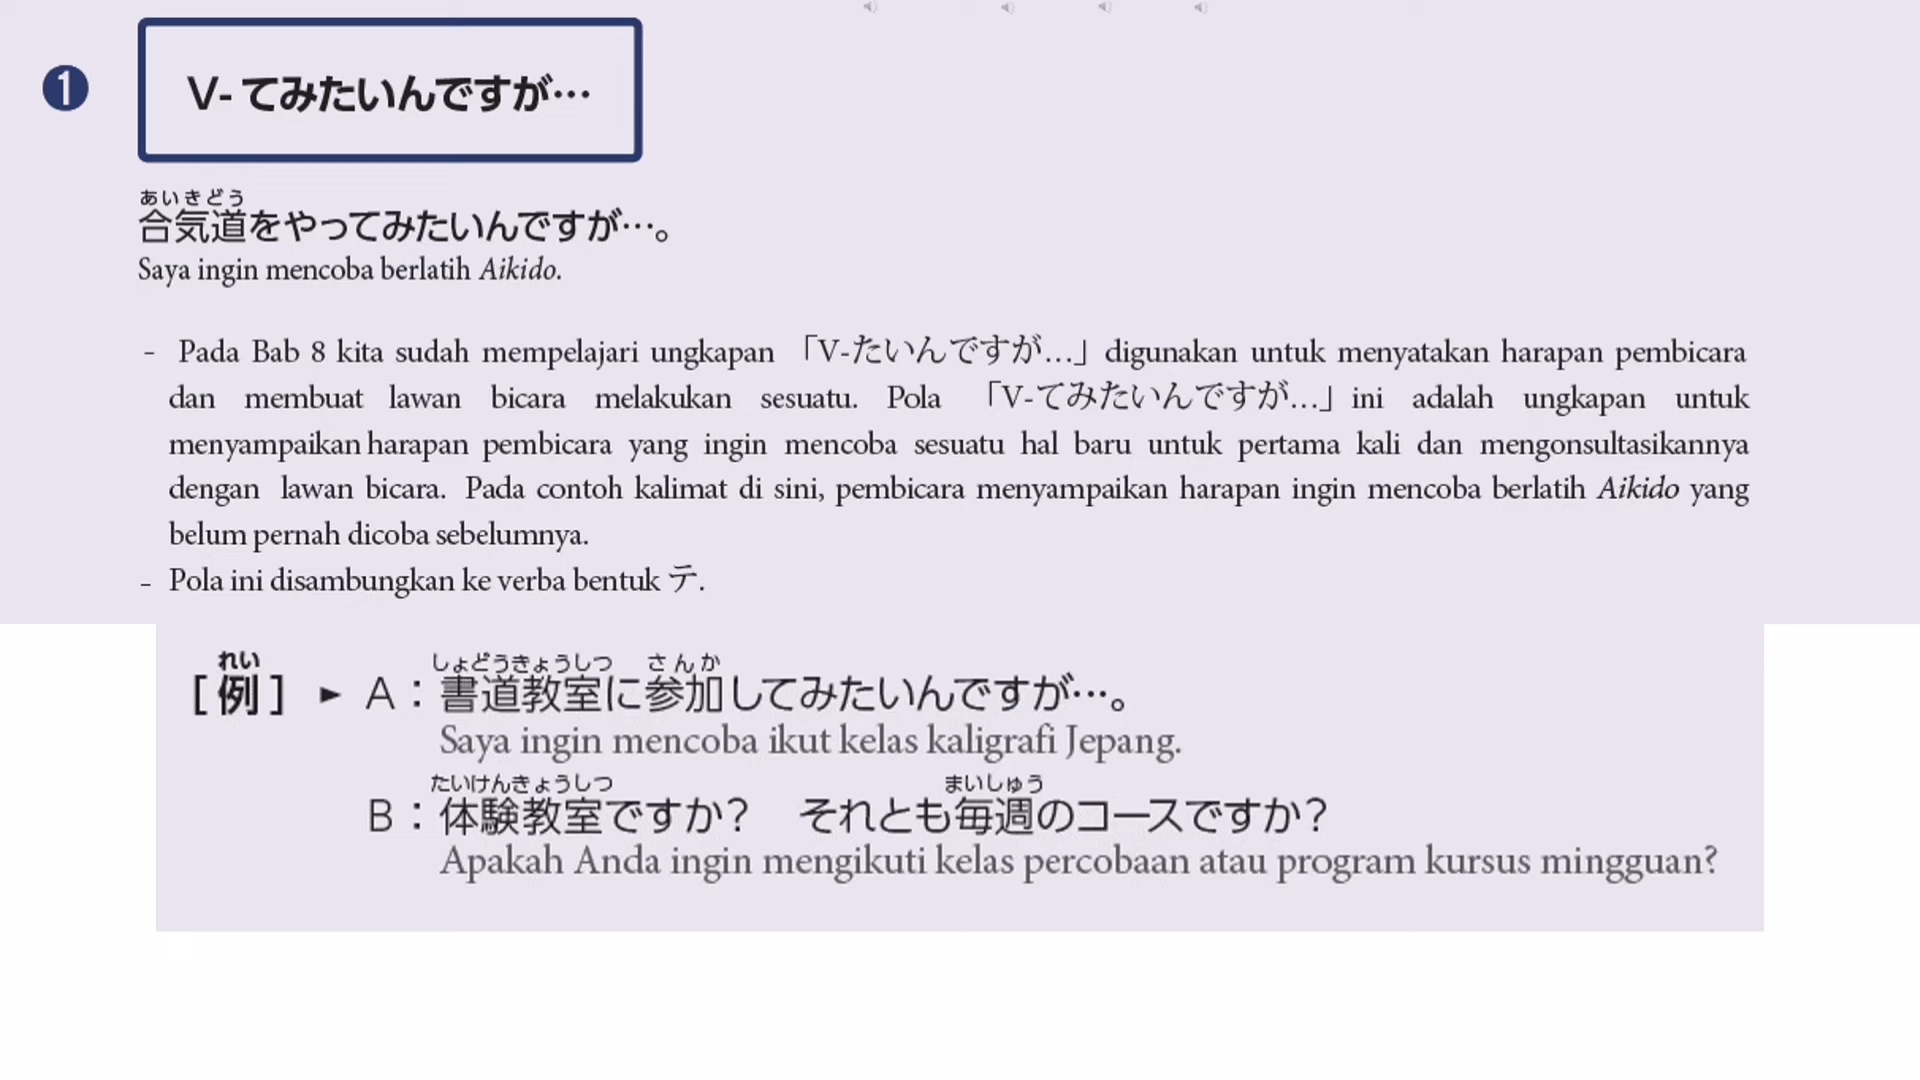 1
V- てみたいんですが…
あいきどう
合気道をやってみたいんですが…。
Saya ingin mencoba berlatih Aikido.
- Pada Bab 8 kita sudah mempelajari ungkapan 「V-たいんですが...」 digunakan untuk menyatakan harapan pembicara
dan membuat lawan bicara melakukan sesuatu. Pola 「V-てみたいんですが...」 ini adalah ungkapan untuk
menyampaikan harapan pembicara yang ingin mencoba sesuatu hal baru untuk pertama kali dan mengonsultasikannya
dengan lawan bicara. Pada contoh kalimat di sini, pembicara menyampaikan harapan ingin mencoba berlatih Aikido yang
belum pernah dicoba sebelumnya.
- Pola ini disambungkan ke verba bentuk テ.
れい しょどうきょうしつ さんか
[例] ► A：書道教室に参加してみたいんですが…。
Saya ingin mencoba ikut kelas kaligrafi Jepang.
たいけんきょうしつ まいしゅう
B：体験教室ですか？ それとも毎週のコースですか？
Apakah Anda ingin mengikuti kelas percobaan atau program kursus mingguan?